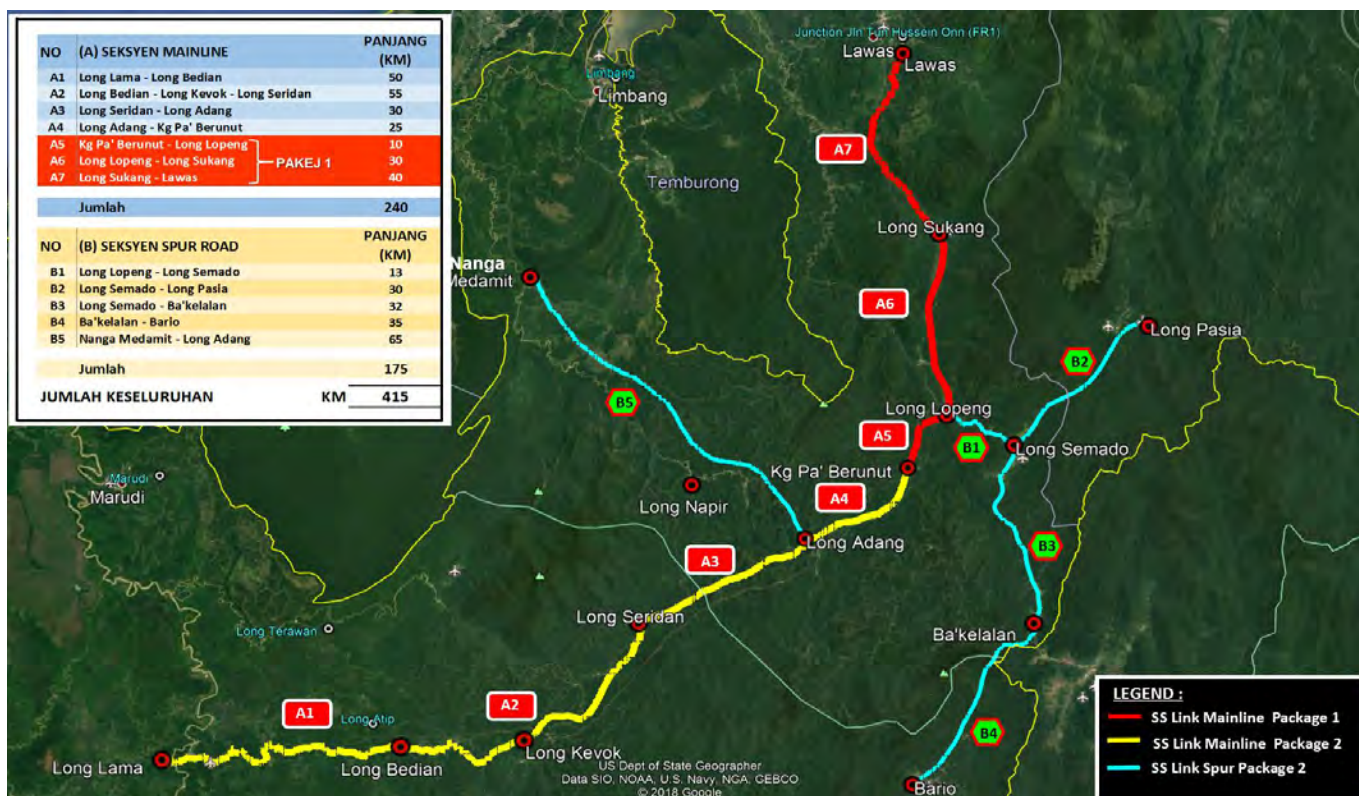 NO (A) SEKSYEN MAINLINE PANJANG (KM)
A1 Long Lama - Long Bedian 50
A2 Long Bedian - Long Kevok - Long Seridan 55
A3 Long Seridan - Long Adang 30
A4 Long Adang - Kg Pa' Berunut 25
A5 Kg Pa' Berunut - Long Lopeng 10
A6 Long Lopeng - Long Sukang 30
PAKEJ 1
A7 Long Sukang - Lawas 40
Jumlah 240
NO (B) SEKSYEN SPUR ROAD PANJANG (KM)
B1 Long Lopeng - Long Semado 13
B2 Long Semado - Long Pasia 30
B3 Long Semado - Ba'kelalan 32
B4 Ba'kelalan - Bario 35
B5 Nanga Medamit - Long Adang 65
Jumlah 175
JUMLAH KESELURUHAN KM 415
Junction Jln Tun Hussein Onn (FR1)
Lawas
Lawas
Limbang
Limbang
A7
Temburong
Long Sukang
Nanga
Medamit
A6
Long Pasia
B2
B5
Long Lopeng
A5
B1
Long Semado
Kg Pa' Berunut
Marudi
Marudi
Long Napir
A4
Long Adang
B3
A3
Long Seridan
Long Terawan
Ba'kelalan
A1
Long Atip
A2
Long Kevok
Long Lama
Long Bedian
B4
Bario
US Dept of State Geographer
Data SIO, NOAA, U.S. Navy, NGA, GEBCO
© 2018 Google
LEGEND :
SS Link Mainline Package 1
SS Link Mainline Package 2
SS Link Spur Package 2